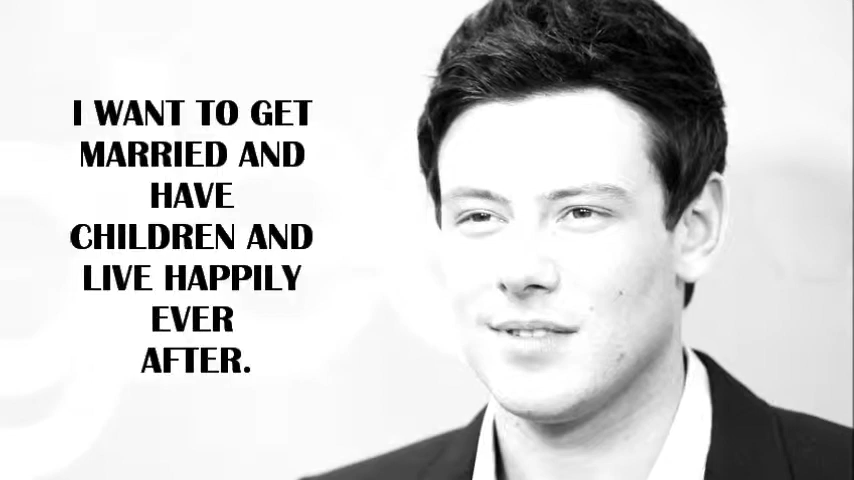 I WANT TO GET
MARRIED AND
HAVE
CHILDREN AND
LIVE HAPPILY
EVER
AFTER.